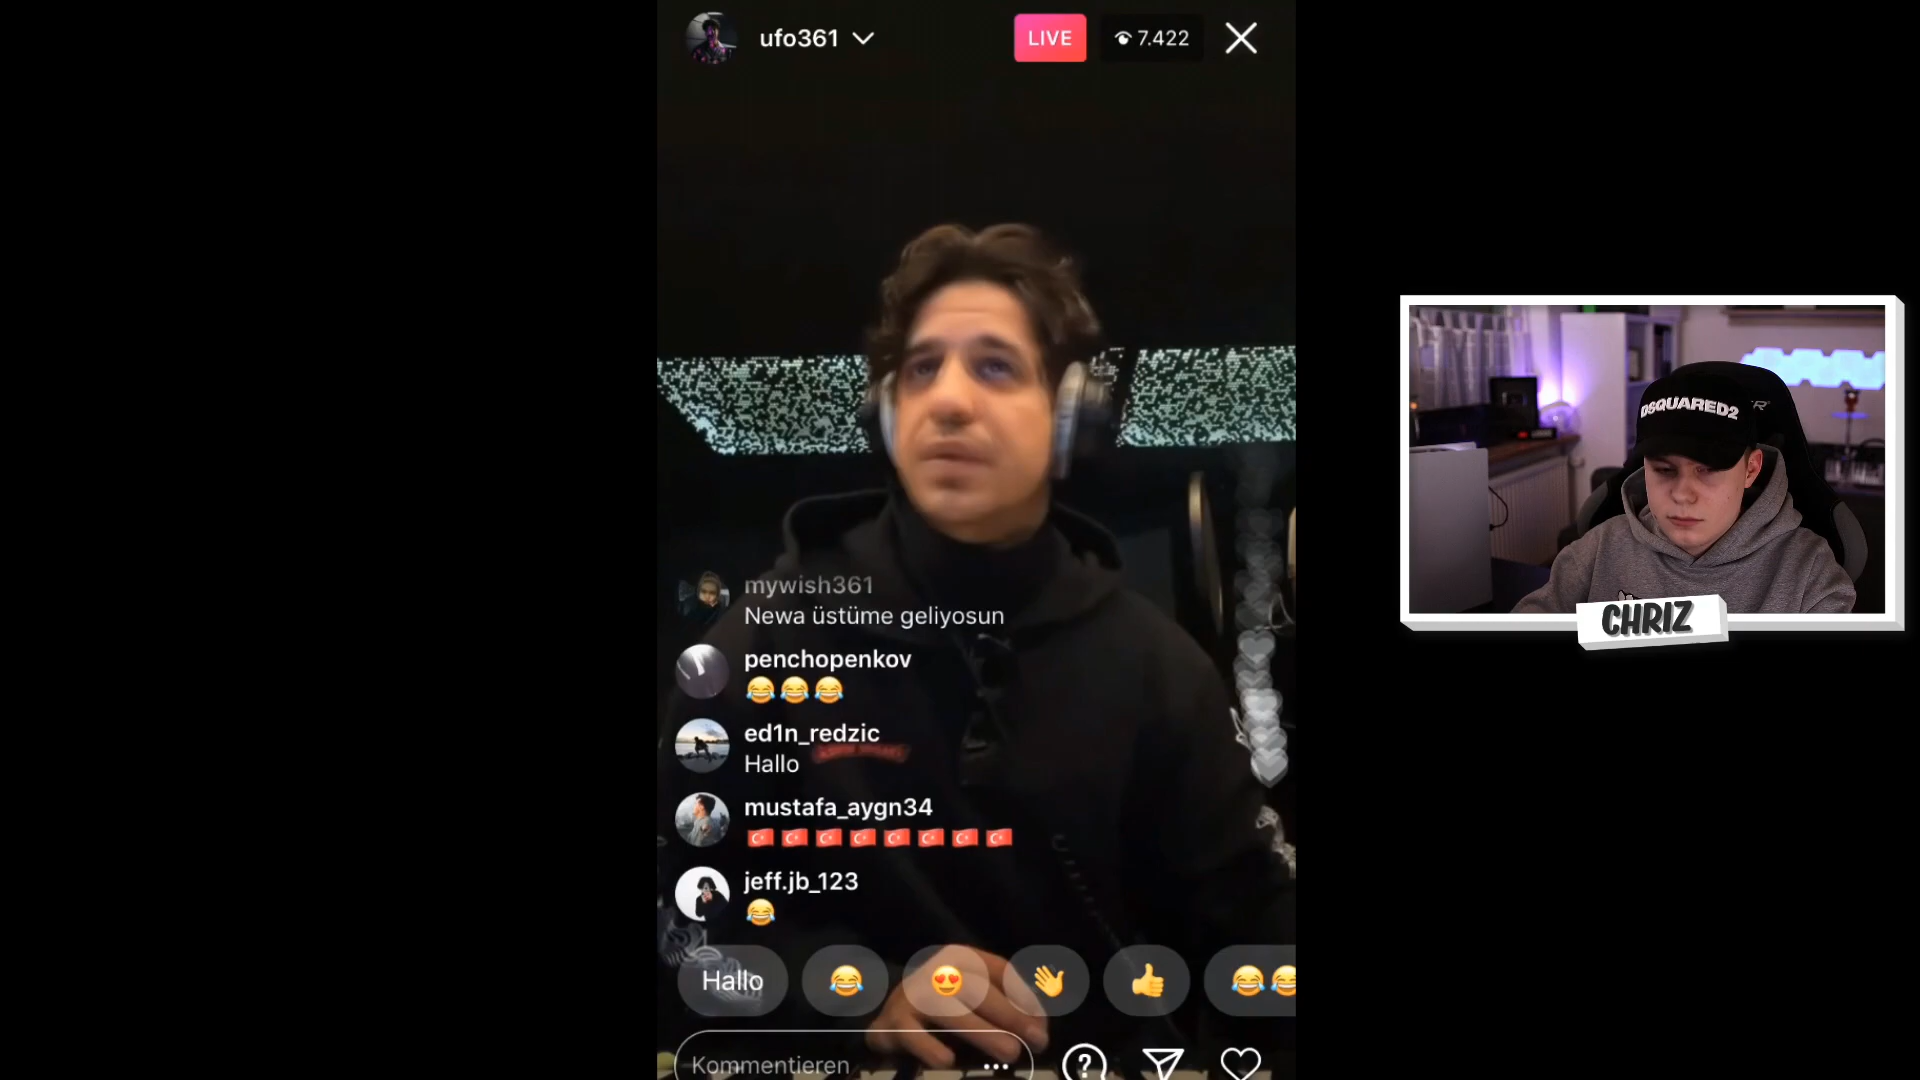 ufo361
LIVE
7.422
mywish361
Newa üstüme geliyosun
penchopenkov
😂😂😂
ed1n_redzic
Hallo
mustafa_aygn34
🇹🇷🇹🇷🇹🇷🇹🇷🇹🇷🇹🇷🇹🇷🇹🇷
jeff.jb_123
😂
Hallo 😂 😍 👋 👍 😂😂
Kommentieren
DSQUARED2
CHRIZ